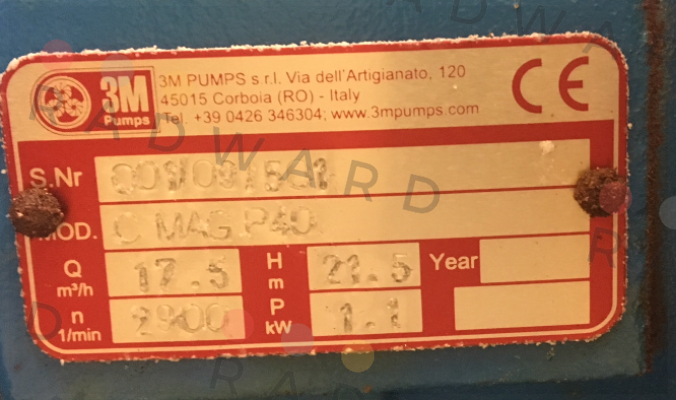 3M PUMPS s.r.l. Via dell'Artigianato, 120
45015 Corbola (RO) - Italy
Tel. +39 0426 346304; www.3mpumps.com
3M
Pumps
CE
S.Nr
MOD. C MAG P40
Q m³/h 17.5 H m 21.5 Year
n 1/min 2900 P kW 1.1
RADWARD